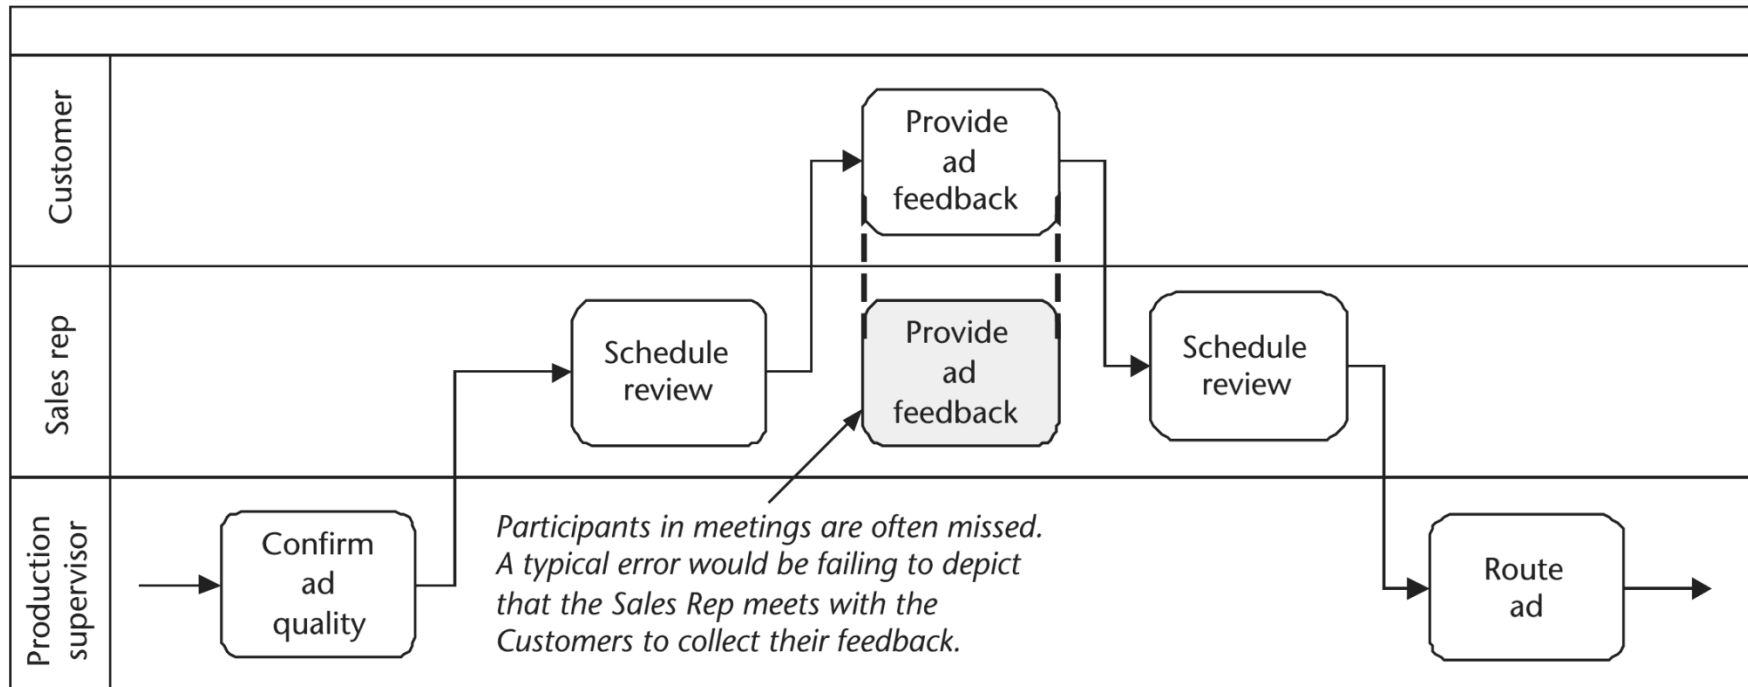 Customer
Provide
ad
feedback
Sales rep
Schedule
review
Provide
ad
feedback
Schedule
review
Production
supervisor
Confirm
ad
quality
Participants in meetings are often missed.
A typical error would be failing to depict
that the Sales Rep meets with the
Customers to collect their feedback.
Route
ad